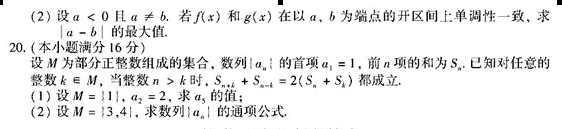 (2) 设 a < 0 且 a ≠ b. 若 f(x) 和 g(x) 在以 a, b 为端点的开区间上单调性一致, 求
| a - b | 的最大值.
20. (本小题满分 16 分)
设 M 为部分正整数组成的集合, 数列{aₙ} 的首项 a₁ = 1, 前 n 项的和为 Sₙ. 已知对任意的
整数 k ∈ M, 当整数 n > k 时, Sₙ₊ₖ + Sₙ₋ₖ = 2(Sₙ + Sₖ) 都成立.
(1) 设 M = {1}, a₂ = 2, 求 a₅ 的值;
(2) 设 M = {3,4}, 求数列{aₙ} 的通项公式.